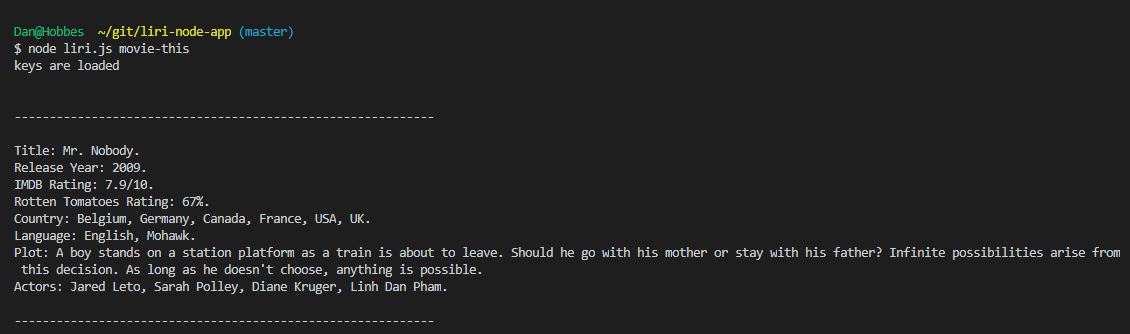 Dan@Hobbes ~/git/liri-node-app (master)
$ node liri.js movie-this
keys are loaded
------------------------------------------------------------
Title: Mr. Nobody.
Release Year: 2009.
IMDB Rating: 7.9/10.
Rotten Tomatoes Rating: 67%.
Country: Belgium, Germany, Canada, France, USA, UK.
Language: English, Mohawk.
Plot: A boy stands on a station platform as a train is about to leave. Should he go with his mother or stay with his father? Infinite possibilities arise from
this decision. As long as he doesn't choose, anything is possible.
Actors: Jared Leto, Sarah Polley, Diane Kruger, Linh Dan Pham.
------------------------------------------------------------